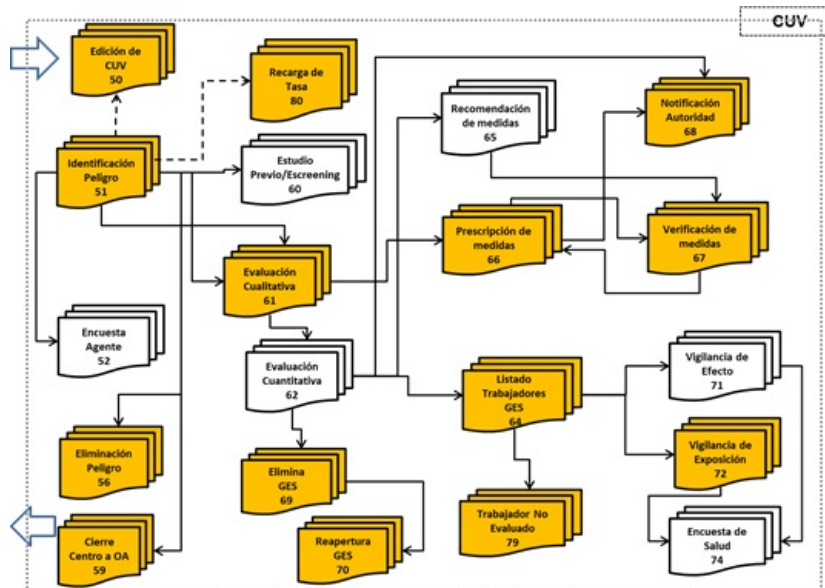 CUV
Edición de
CUV
50
Recarga de
Tasa
80
Recomendación
de medidas
65
Notificación
Autoridad
68
Identificación
Peligro
51
Estudio
Previo/Escreening
60
Prescripción de
medidas
66
Verificación de
medidas
67
Evaluación
Cualitativa
61
Encuesta
Agente
52
Evaluación
Cuantitativa
62
Listado
Trabajadores
GES
64
Vigilancia de
Efecto
71
Eliminación
Peligro
56
Elimina
GES
69
Vigilancia de
Exposición
72
Cierre
Centro a OA
59
Reapertura
GES
70
Trabajador No
Evaluado
79
Encuesta de
Salud
74